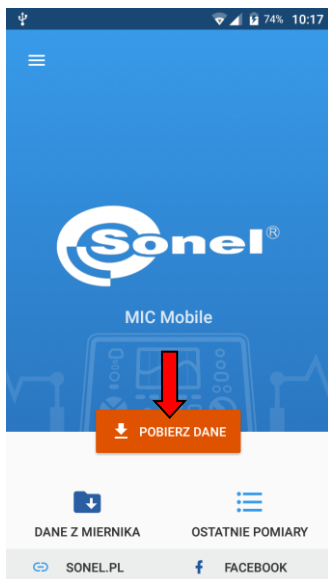 74% 10:17
Sonel®
MIC Mobile
POBIERZ DANE
DANE Z MIERNIKA OSTATNIE POMIARY
SONEL.PL FACEBOOK